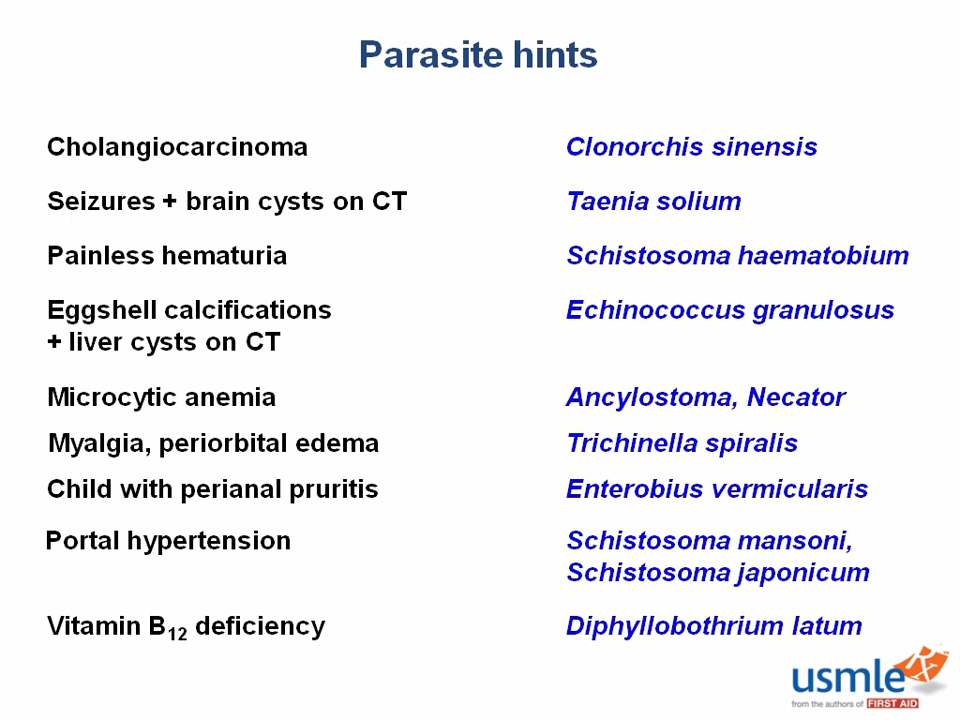 Parasite hints
Cholangiocarcinoma Clonorchis sinensis
Seizures + brain cysts on CT Taenia solium
Painless hematuria Schistosoma haematobium
Eggshell calcifications Echinococcus granulosus
+ liver cysts on CT
Microcytic anemia Ancylostoma, Necator
Myalgia, periorbital edema Trichinella spiralis
Child with perianal pruritis Enterobius vermicularis
Portal hypertension Schistosoma mansoni,
Schistosoma japonicum
Vitamin B12 deficiency Diphyllobothrium latum
usmle Rx
from the authors of FIRST AID